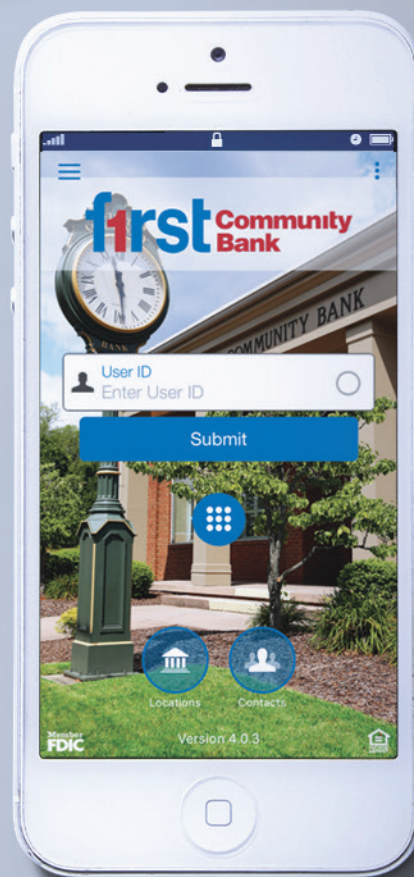 f1rst Community
Bank
COMMUNITY BANK
BANK
User ID
Enter User ID
Submit
Locations
Contacts
Member
FDIC
Version 4.0.3